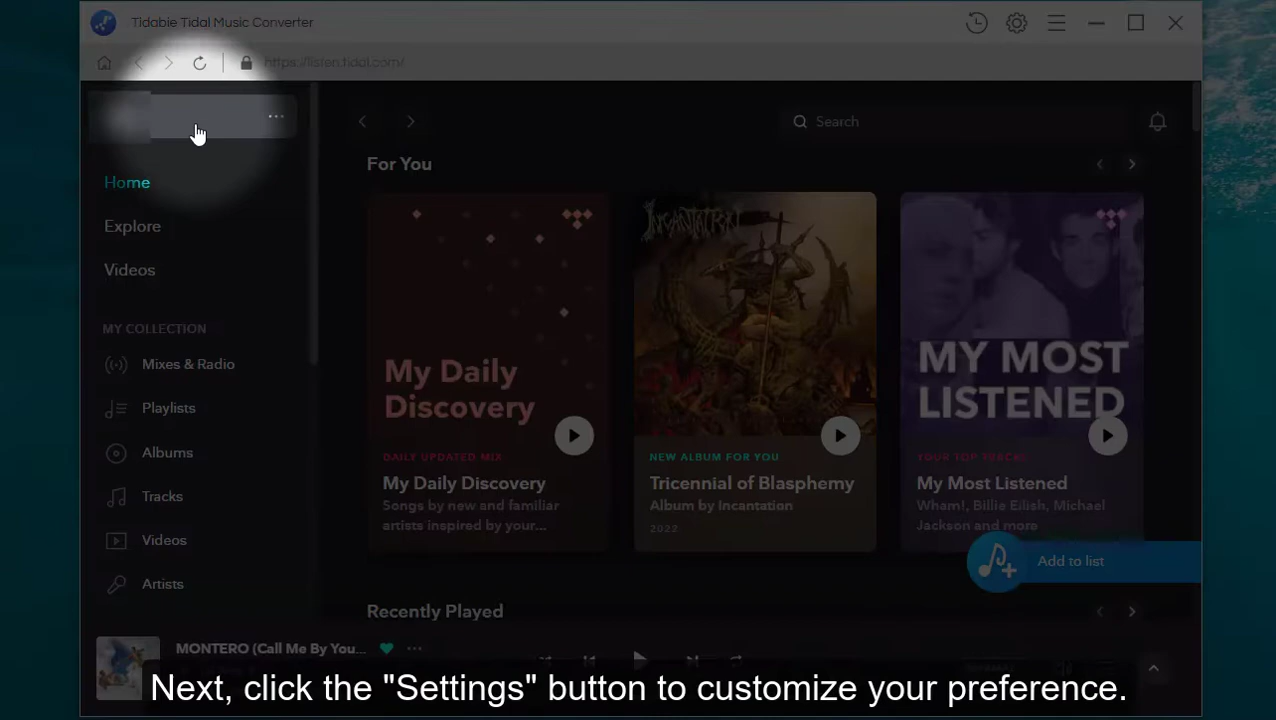 Tidabie Tidal Music Converter
https://listen.tidal.com/
Search
Home
Explore
Videos
MY COLLECTION
Mixes & Radio
Playlists
Albums
Tracks
Videos
Artists
For You
My Daily
Discovery
DAILY UPDATED MIX
My Daily Discovery
Songs by new and familiar
artists inspired by your...
INCANTATION
NEW ALBUM FOR YOU
Tricennial of Blasphemy
Album by Incantation
2022
MY MOST
LISTENED
YOUR TOP TRACKS
My Most Listened
Wham!, Billie Eilish, Michael
Jackson and more
Add to list
Recently Played
MONTERO (Call Me By You...
Next, click the "Settings" button to customize your preference.